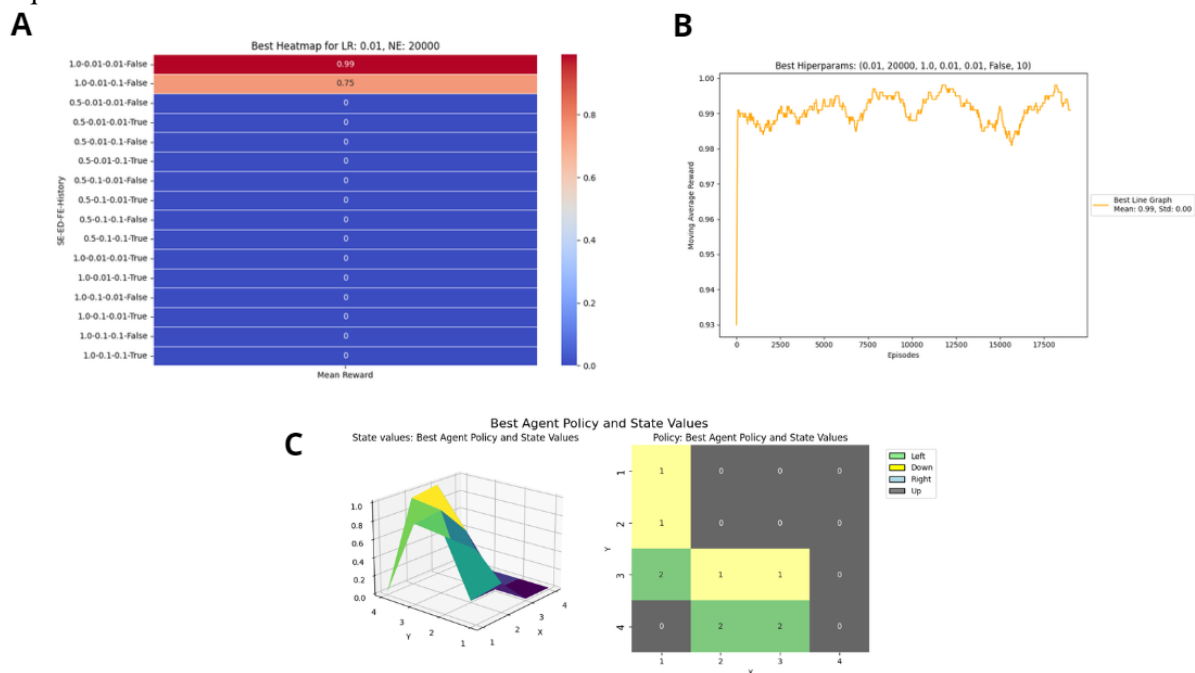 A
Best Heatmap for LR: 0.01, NE: 20000
1.0-0.01-0.01-False
0.99
1.0-0.01-0.1-False
0.75
0.5-0.01-0.01-False
0
0.5-0.01-0.01-True
0
0.5-0.01-0.1-False
0
0.5-0.01-0.1-True
0
0.5-0.1-0.01-False
0
0.5-0.1-0.01-True
0
0.5-0.1-0.1-False
0
0.5-0.1-0.1-True
0
1.0-0.01-0.01-True
0
1.0-0.01-0.1-True
0
1.0-0.1-0.01-False
0
1.0-0.1-0.01-True
0
1.0-0.1-0.1-False
0
1.0-0.1-0.1-True
0
SE-ED-FE-History
Mean Reward
0.8
0.6
0.4
0.2
0.0
B
Best Hiperparams: (0.01, 20000, 1.0, 0.01, 0.01, False, 10)
1.00
0.99
0.98
0.97
0.96
0.95
0.94
0.93
Moving Average Reward
0 2500 5000 7500 10000 12500 15000 17500
Episodes
Best Line Graph
Mean: 0.99, Std: 0.00
C
Best Agent Policy and State Values
State values: Best Agent Policy and State Values
1.0
0.8
0.6
0.4
0.2
0.0
4
3
2
1
Y
1
2
3
4
X
Policy: Best Agent Policy and State Values
1 1 0 0 0
2 1 0 0 0
Y
3 2 1 1 0
4 0 2 2 0
1 2 3 4
Left
Down
Right
Up